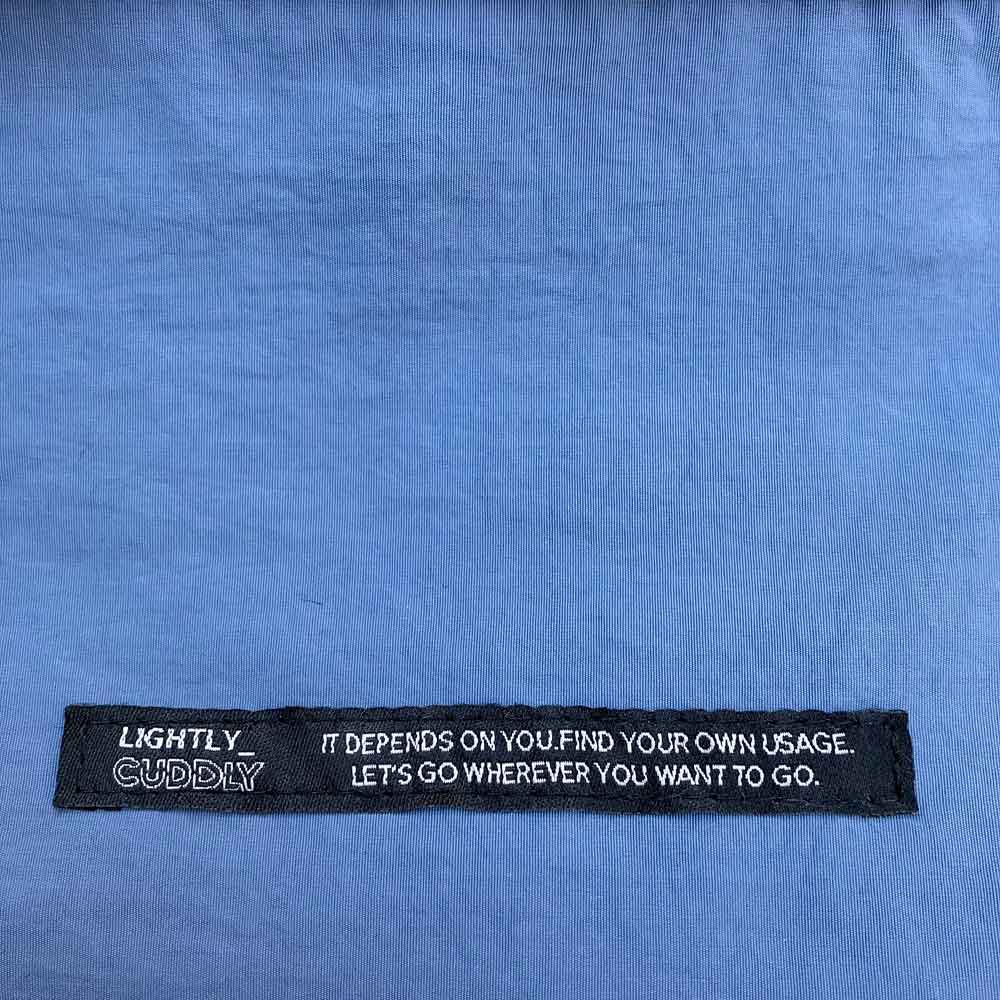 LIGHTLY_
CUDDLY
IT DEPENDS ON YOU.FIND YOUR OWN USAGE.
LET'S GO WHEREVER YOU WANT TO GO.